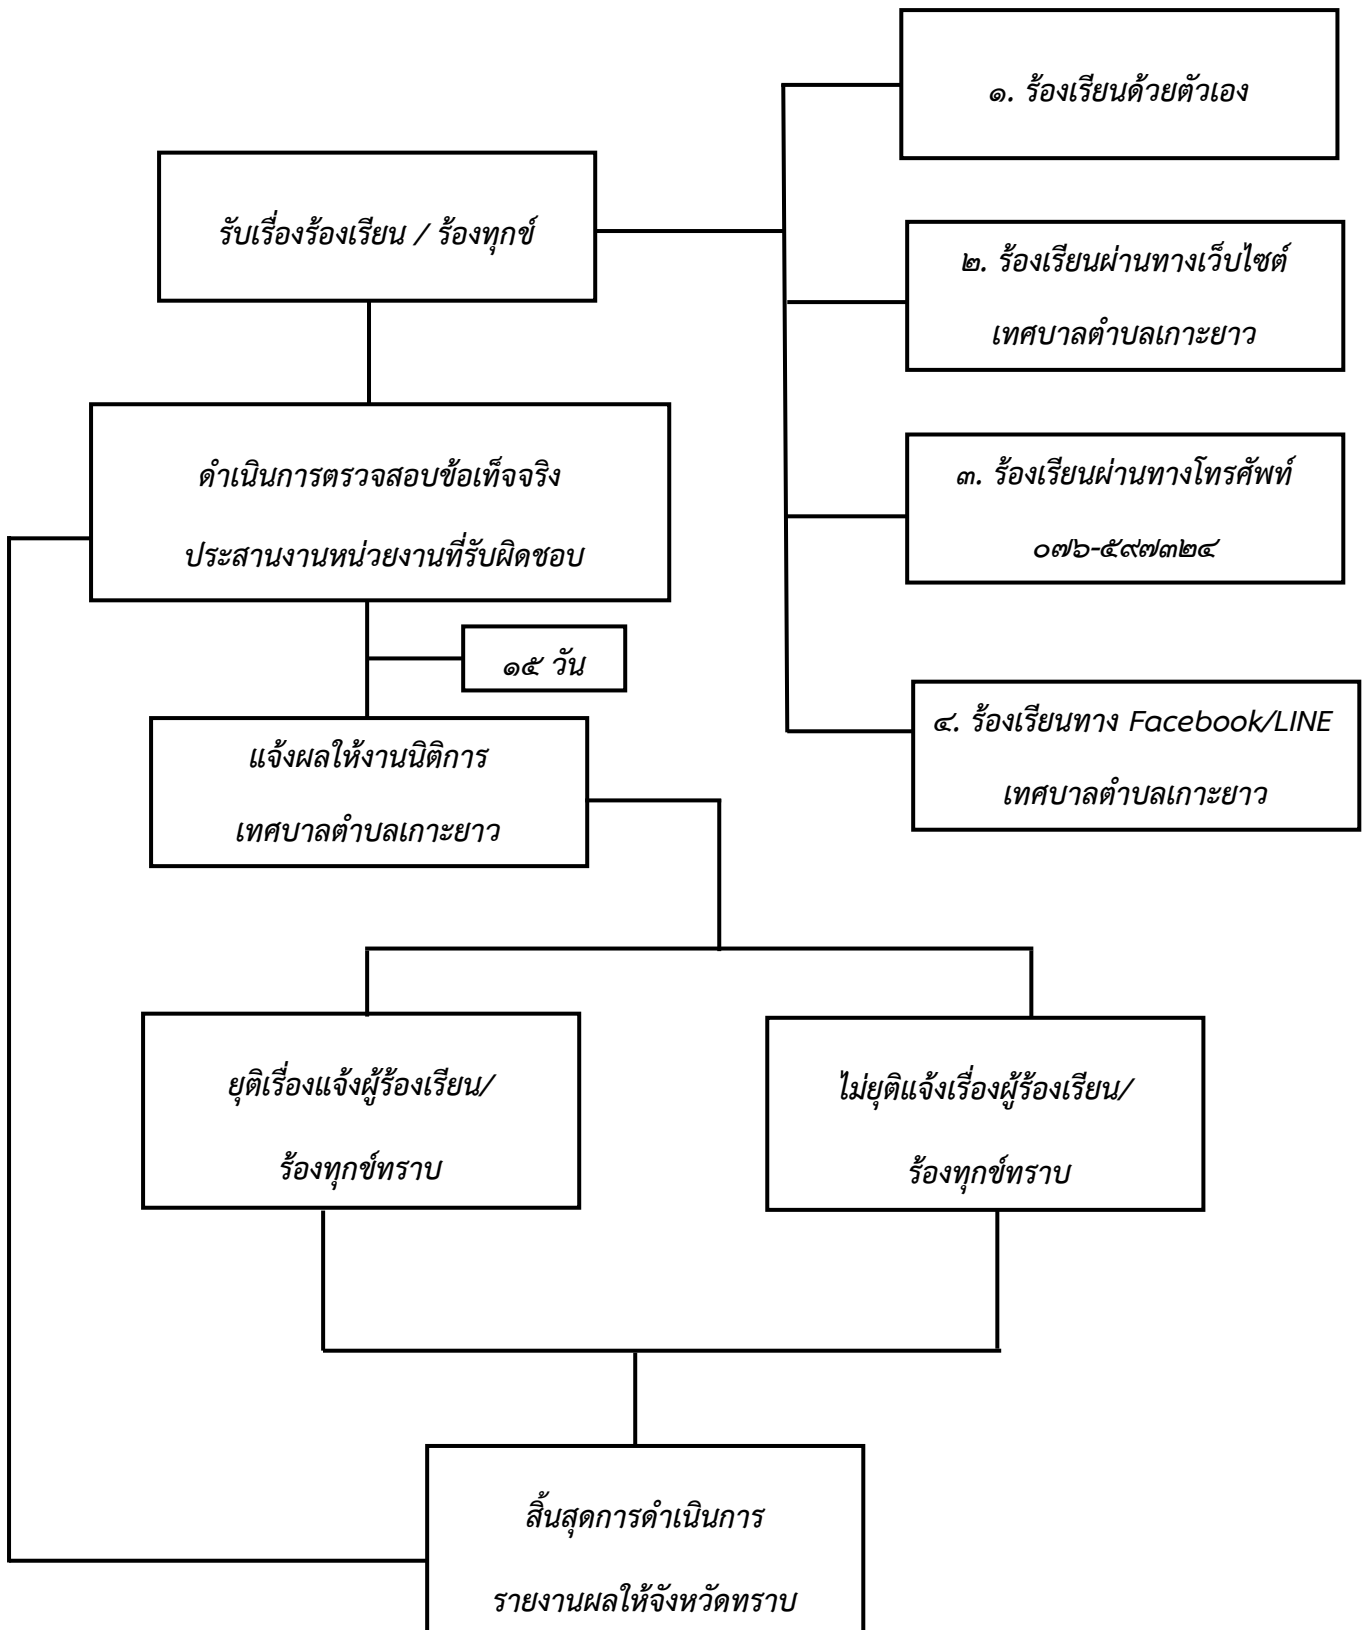 ๑. ร้องเรียนด้วยตัวเอง
รับเรื่องร้องเรียน / ร้องทุกข์
๒. ร้องเรียนผ่านทางเว็บไซต์
เทศบาลตำบลเกาะยาว
ดำเนินการตรวจสอบข้อเท็จจริง
ประสานงานหน่วยงานที่รับผิดชอบ
๓. ร้องเรียนผ่านทางโทรศัพท์
๐๗๖-๕๙๗๓๒๔
๑๕ วัน
๔. ร้องเรียนทาง Facebook/LINE
เทศบาลตำบลเกาะยาว
แจ้งผลให้งานนิติการ
เทศบาลตำบลเกาะยาว
ยุติเรื่องแจ้งผู้ร้องเรียน/
ร้องทุกข์ทราบ
ไม่ยุติแจ้งเรื่องผู้ร้องเรียน/
ร้องทุกข์ทราบ
สิ้นสุดการดำเนินการ
รายงานผลให้จังหวัดทราบ